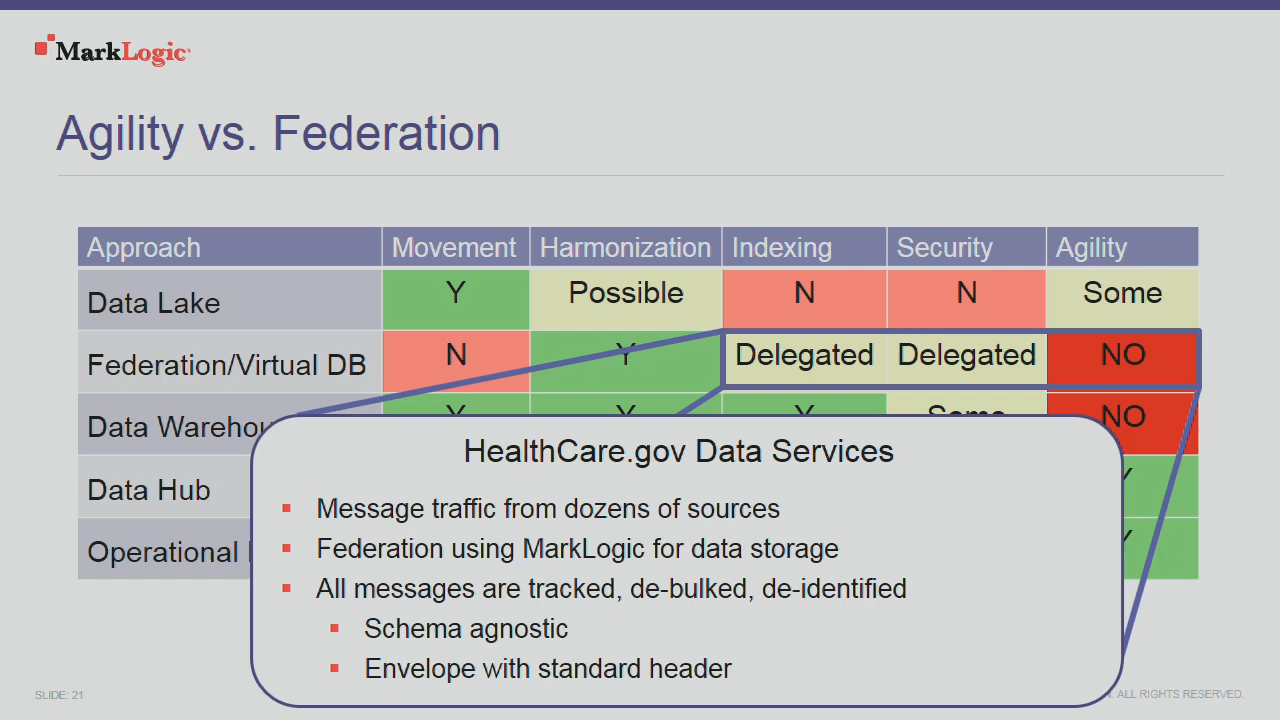 MarkLogic
Agility vs. Federation
Approach Movement Harmonization Indexing Security Agility
Data Lake Y Possible N N Some
Federation/Virtual DB N Y Delegated Delegated NO
Data Y Y Y Some NO
Data Hub Y
Operational Y
HealthCare.gov Data Services
Message traffic from dozens of sources
Federation using MarkLogic for data storage
All messages are tracked, de-bulked, de-identified
Schema agnostic
Envelope with standard header
SLIDE: 21
ALL RIGHTS RESERVED.